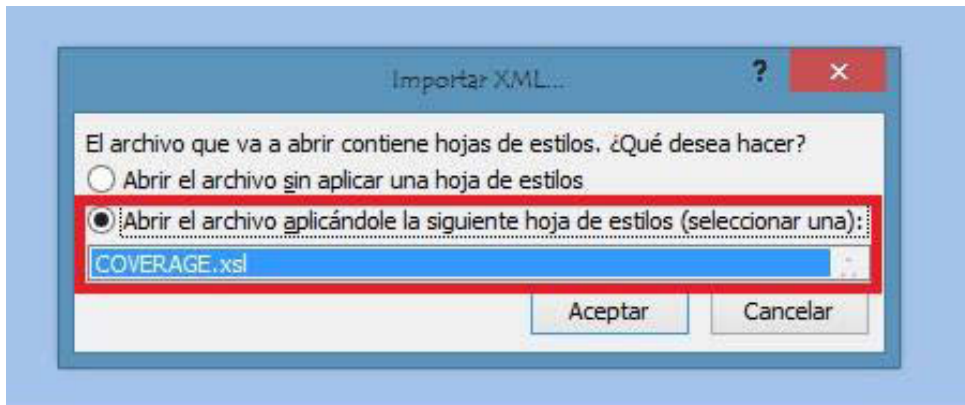 Importar XML...
?
El archivo que va a abrir contiene hojas de estilos. ¿Qué desea hacer?
Abrir el archivo sin aplicar una hoja de estilos
Abrir el archivo aplicándole la siguiente hoja de estilos (seleccionar una):
COVERAGE.xsl
Aceptar Cancelar